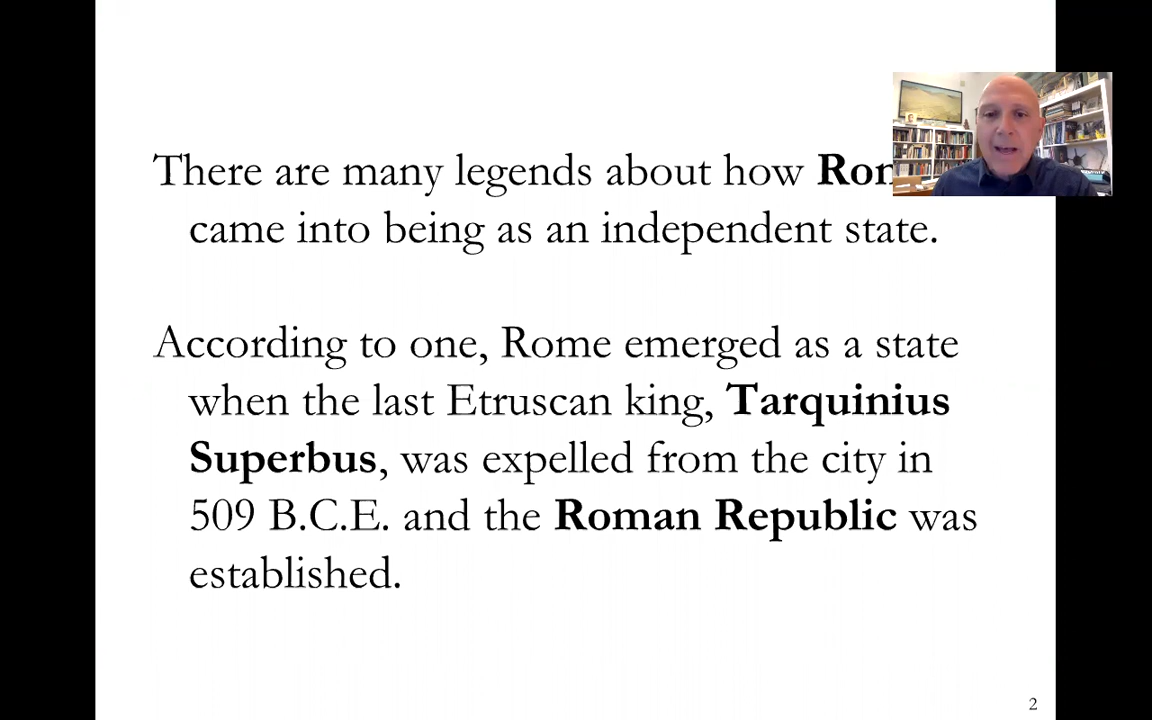 There are many legends about how Ro
came into being as an independent state.
According to one, Rome emerged as a state
when the last Etruscan king, Tarquinius
Superbus, was expelled from the city in
509 B.C.E. and the Roman Republic was
established.
2